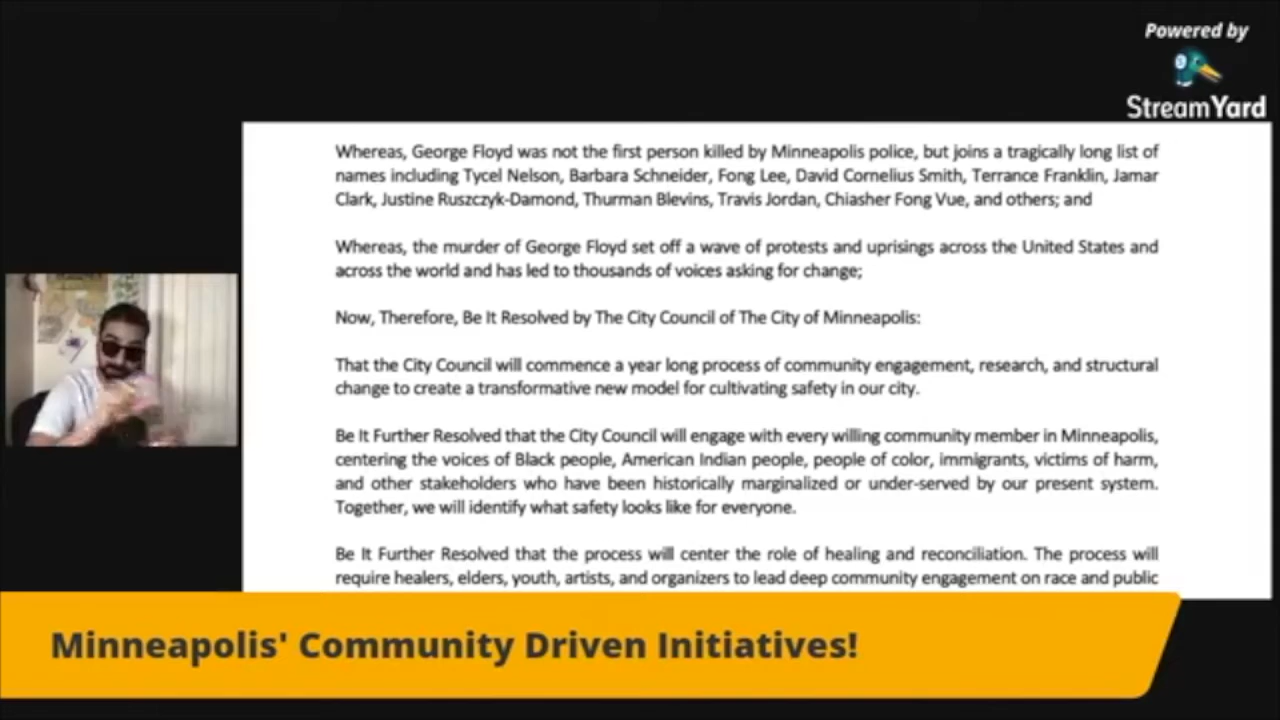 Powered by
StreamYard
Whereas, George Floyd was not the first person killed by Minneapolis police, but joins a tragically long list of
names including Tycel Nelson, Barbara Schneider, Fong Lee, David Cornelius Smith, Terrance Franklin, Jamar
Clark, Justine Ruszczyk-Damond, Thurman Blevins, Travis Jordan, Chiasher Fong Vue, and others; and
Whereas, the murder of George Floyd set off a wave of protests and uprisings across the United States and
across the world and has led to thousands of voices asking for change;
Now, Therefore, Be It Resolved by The City Council of The City of Minneapolis:
That the City Council will commence a year long process of community engagement, research, and structural
change to create a transformative new model for cultivating safety in our city.
Be It Further Resolved that the City Council will engage with every willing community member in Minneapolis,
centering the voices of Black people, American Indian people, people of color, immigrants, victims of harm,
and other stakeholders who have been historically marginalized or under-served by our present system.
Together, we will identify what safety looks like for everyone.
Be It Further Resolved that the process will center the role of healing and reconciliation. The process will
require healers, elders, youth, artists, and organizers to lead deep community engagement on race and public
Minneapolis' Community Driven Initiatives!